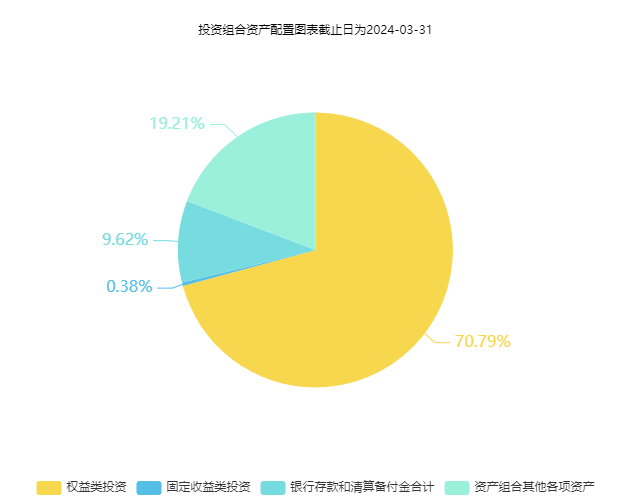 投资组合资产配置图表截止日为2024-03-31
19.21%
9.62%
0.38%
70.79%
权益类投资 固定收益类投资 银行存款和清算备付金合计 资产组合其他各项资产